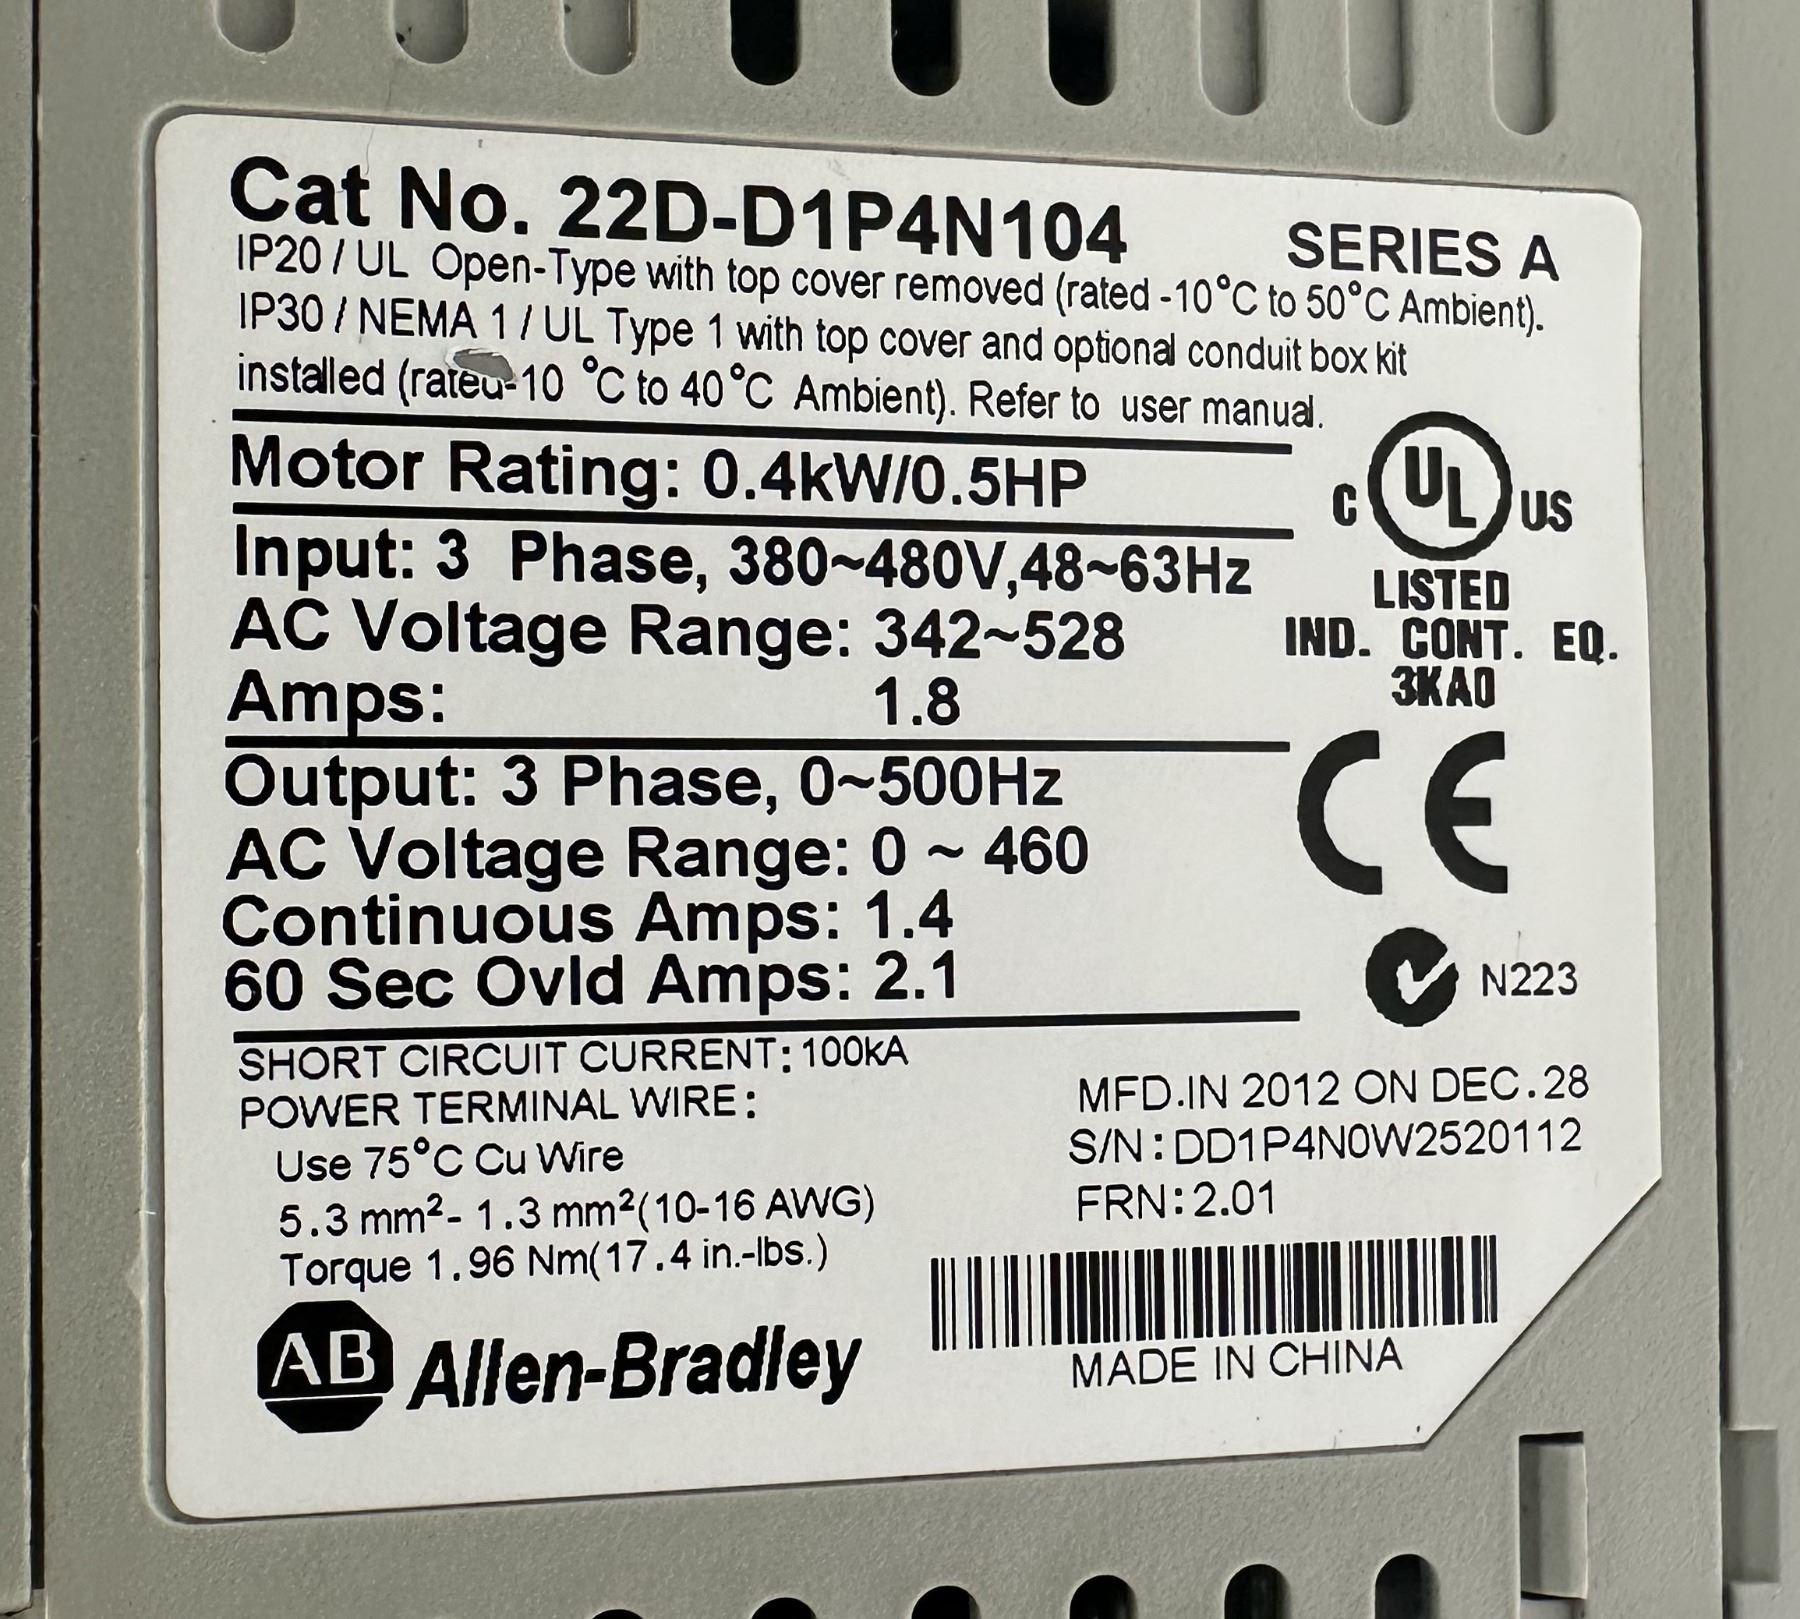 Cat No. 22D-D1P4N104 SERIES A
IP20 / UL Open-Type with top cover removed (rated -10°C to 50°C Ambient).
IP30 / NEMA 1 / UL Type 1 with top cover and optional conduit box kit
installed (rated-10 °C to 40°C Ambient). Refer to user manual.
Motor Rating: 0.4kW/0.5HP
Input: 3 Phase, 380~480V,48~63Hz
AC Voltage Range: 342~528
Amps: 1.8
Output: 3 Phase, 0~500Hz
AC Voltage Range: 0 ~ 460
Continuous Amps: 1.4
60 Sec Ovld Amps: 2.1
C UL US
LISTED
IND. CONT. EQ.
3KA0
CE
N223
SHORT CIRCUIT CURRENT: 100kA
POWER TERMINAL WIRE:
Use 75°C Cu Wire
5.3 mm²- 1.3 mm²(10-16 AWG)
Torque 1.96 Nm(17.4 in.-lbs.)
MFD.IN 2012 ON DEC.28
S/N:DD1P4N0W2520112
FRN:2.01
AB Allen-Bradley
MADE IN CHINA